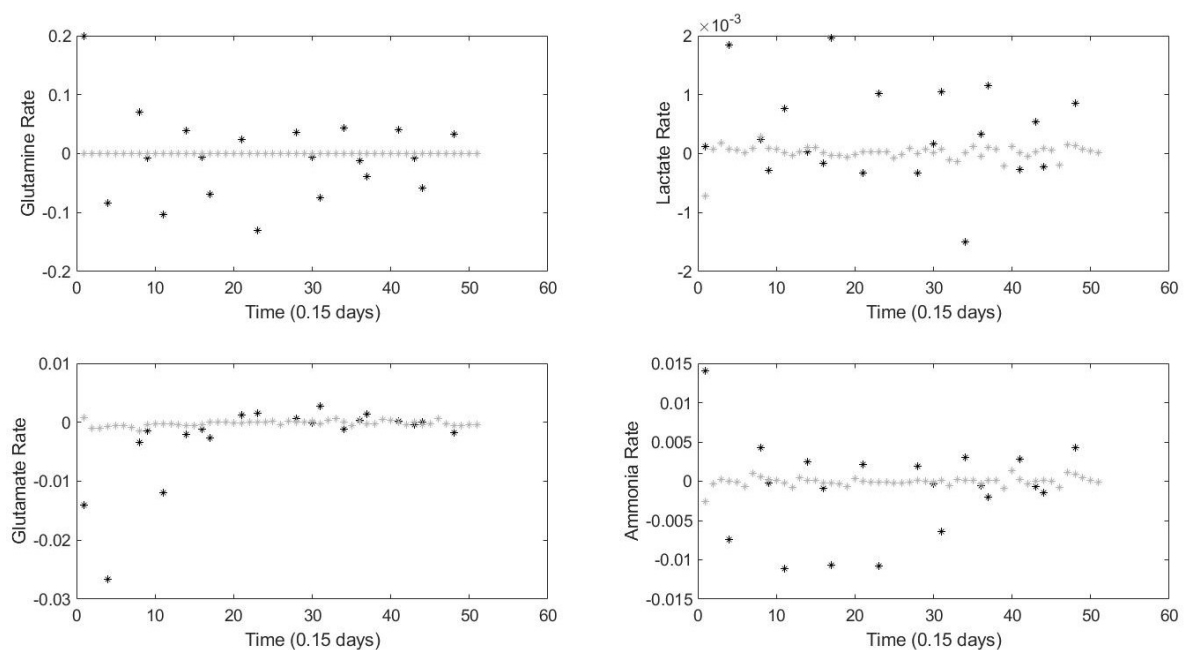 Glutamine Rate
0.2
0.1
0
-0.1
-0.2
0 10 20 30 40 50 60
Time (0.15 days)
Lactate Rate
×10-3
2
1
0
-1
-2
0 10 20 30 40 50 60
Time (0.15 days)
Glutamate Rate
0.01
0
-0.01
-0.02
-0.03
0 10 20 30 40 50 60
Time (0.15 days)
Ammonia Rate
0.015
0.01
0.005
0
-0.005
-0.01
-0.015
0 10 20 30 40 50 60
Time (0.15 days)